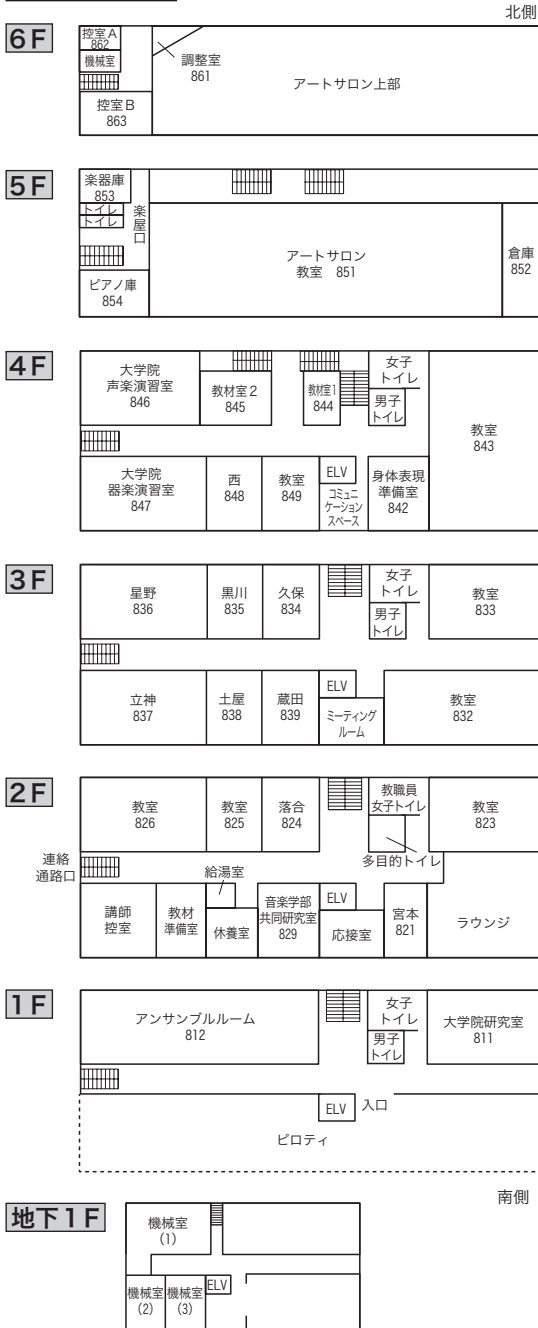 北側
6F
控室A
862
機械室
控室B
863
調整室
861
アートサロン上部
5F
楽器庫
853
トイレ
トイレ
楽屋口
ピアノ庫
854
アートサロン
教室 851
倉庫
852
4F
大学院
声楽演習室
846
教材室2
845
教材室1
844
女子
トイレ
男子
トイレ
教室
843
大学院
器楽演習室
847
西
848
教室
849
ELV
コミュニ
ケーション
スペース
身体表現
準備室
842
3F
星野
836
黒川
835
久保
834
女子
トイレ
男子
トイレ
教室
833
立神
837
土屋
838
蔵田
839
ELV
ミーティング
ルーム
教室
832
2F
教室
826
教室
825
落合
824
教職員
女子トイレ
多目的トイレ
教室
823
連絡
通路口
講師
控室
教材
準備室
給湯室
休養室
音楽学部
共同研究室
829
ELV
応接室
宮本
821
ラウンジ
1F
アンサンブルルーム
812
女子
トイレ
男子
トイレ
大学院研究室
811
ELV
入口
ピロティ
南側
地下1F
機械室
(1)
機械室
(2)
機械室
(3)
ELV